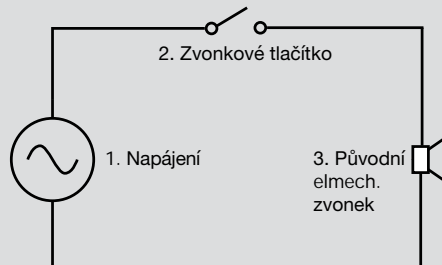 2. Zvonkové tlačítko
1. Napájení
3. Původní
elmech.
zvonek